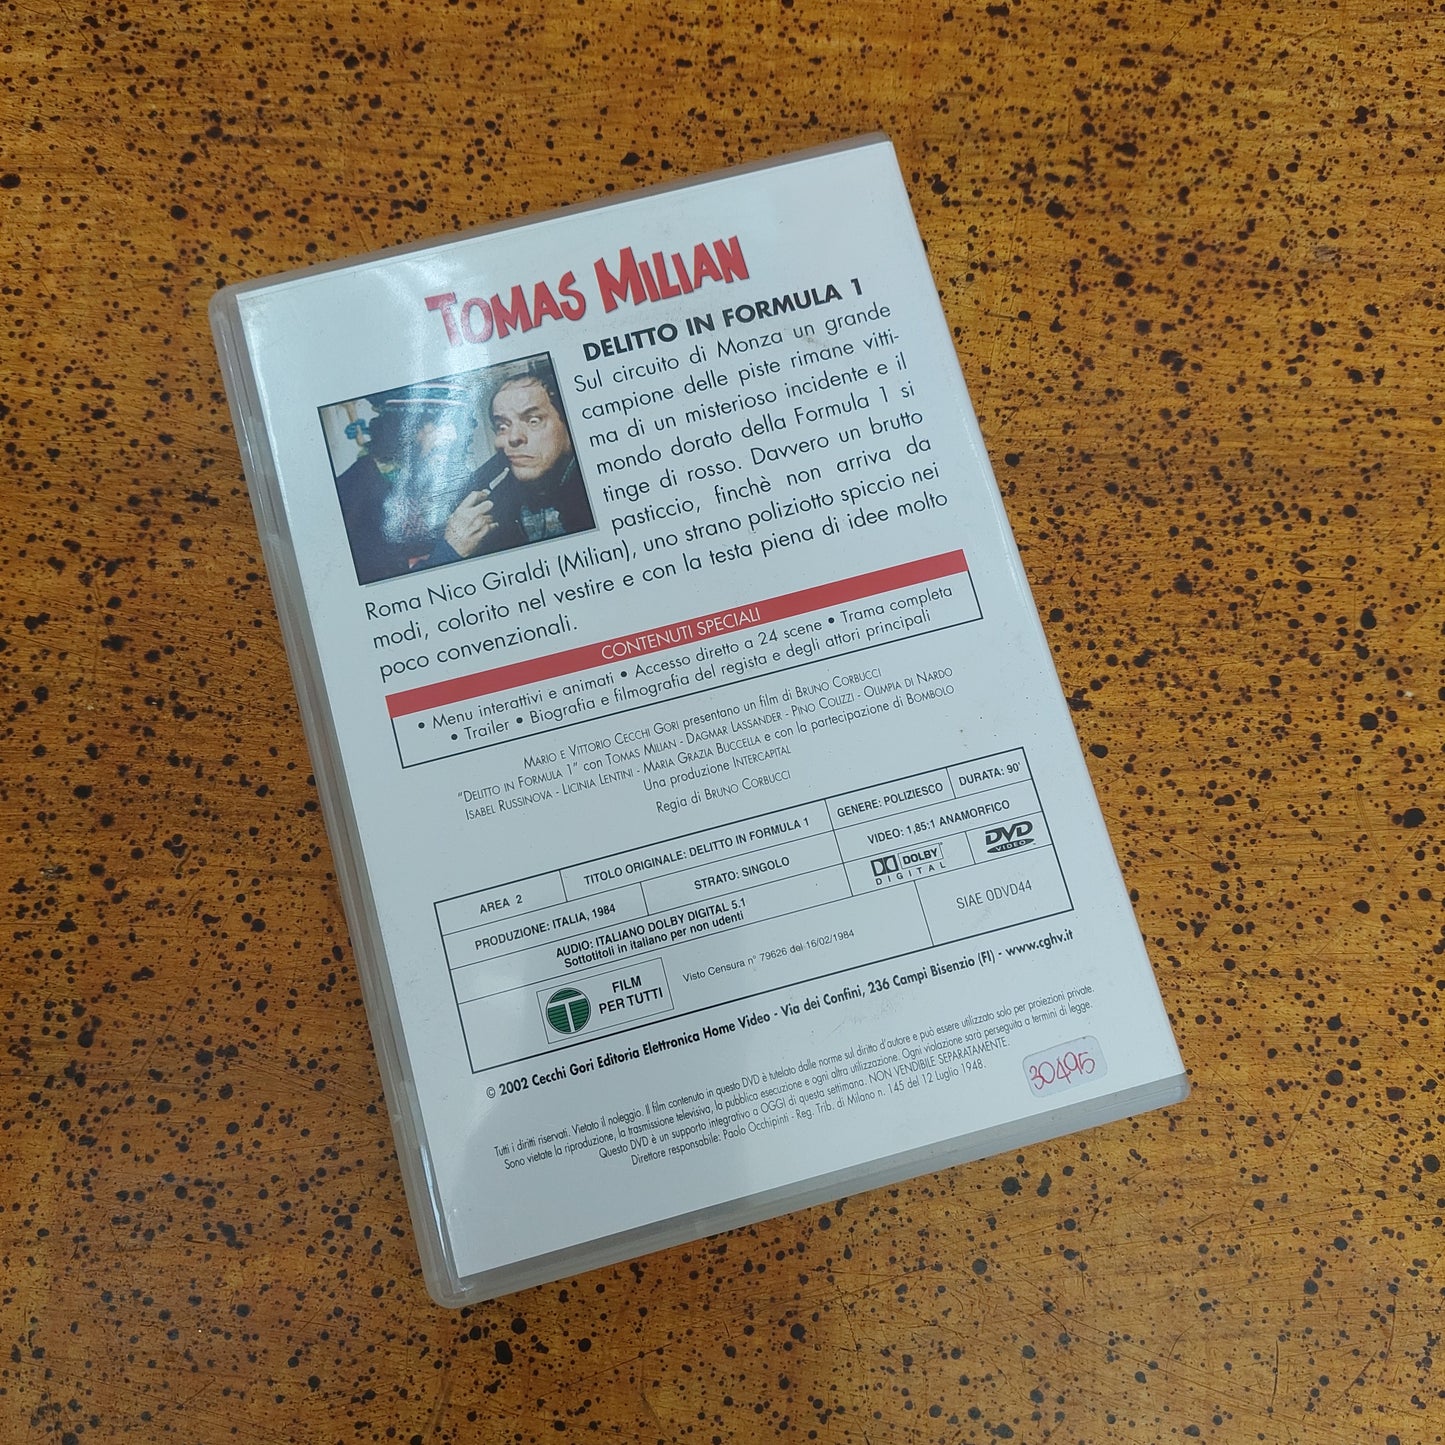 TOMAS MILIAN
DELITTO IN FORMULA 1
Sul circuito di Monza un grande
campione delle piste rimane vitti-
ma di un misterioso incidente e il
mondo dorato della Formula 1 si
tinge di rosso. Davvero un brutto
pasticcio, finchè non arriva da
Roma Nico Giraldi (Milian), uno strano poliziotto spiccio nei
modi, colorito nel vestire e con la testa piena di idee molto
poco convenzionali.
CONTENUTI SPECIALI
• Menu interattivi e animati • Accesso diretto a 24 scene • Trama completa
• Trailer • Biografia e filmografia del regista e degli attori principali
MARIO E VITTORIO CECCHI GORI presentano un film di BRUNO CORBUCCI
"DELITTO IN FORMULA 1" CON TOMAS MILIAN - DAGMAR LASSANDER - PINO COLIZZI - OLIMPIA DI NARDO
ISABEL RUSSINOVA - LICINIA LENTINI - MARIA GRAZIA BUCCELLA e con la partecipazione di BOMBOLO
Una produzione INTERCAPITAL
Regia di BRUNO CORBUCCI
AREA 2
TITOLO ORIGINALE: DELITTO IN FORMULA 1
GENERE: POLIZIESCO
DURATA: 90'
PRODUZIONE: ITALIA, 1984
STRATO: SINGOLO
VIDEO: 1,85:1 ANAMORFICO
AUDIO: ITALIANO DOLBY DIGITAL 5.1
Sottotitoli in italiano per non udenti
DOLBY
DIGITAL
DVD
VIDEO
T
FILM
PER TUTTI
Visto Censura n° 79626 del 16/02/1984
SIAE ODVD44
© 2002 Cecchi Gori Editoria Elettronica Home Video - Via dei Confini, 236 Campi Bisenzio (FI) - www.cghv.it
Tutti i diritti riservati. Vietato il noleggio. Il film contenuto in questo DVD è tutelato dalle norme sul diritto d'autore e può essere utilizzato solo per proiezioni private.
Sono vietate la riproduzione, la trasmissione televisiva, la pubblica esecuzione e ogni altra utilizzazione. Ogni violazione sarà perseguita a termini di legge.
Questo DVD è un supporto integrativo a OGGI di questa settimana. NON VENDIBILE SEPARATAMENTE.
Direttore responsabile: Paolo Occhipinti - Reg. Trib. di Milano n. 145 del 12 Luglio 1948.
30495